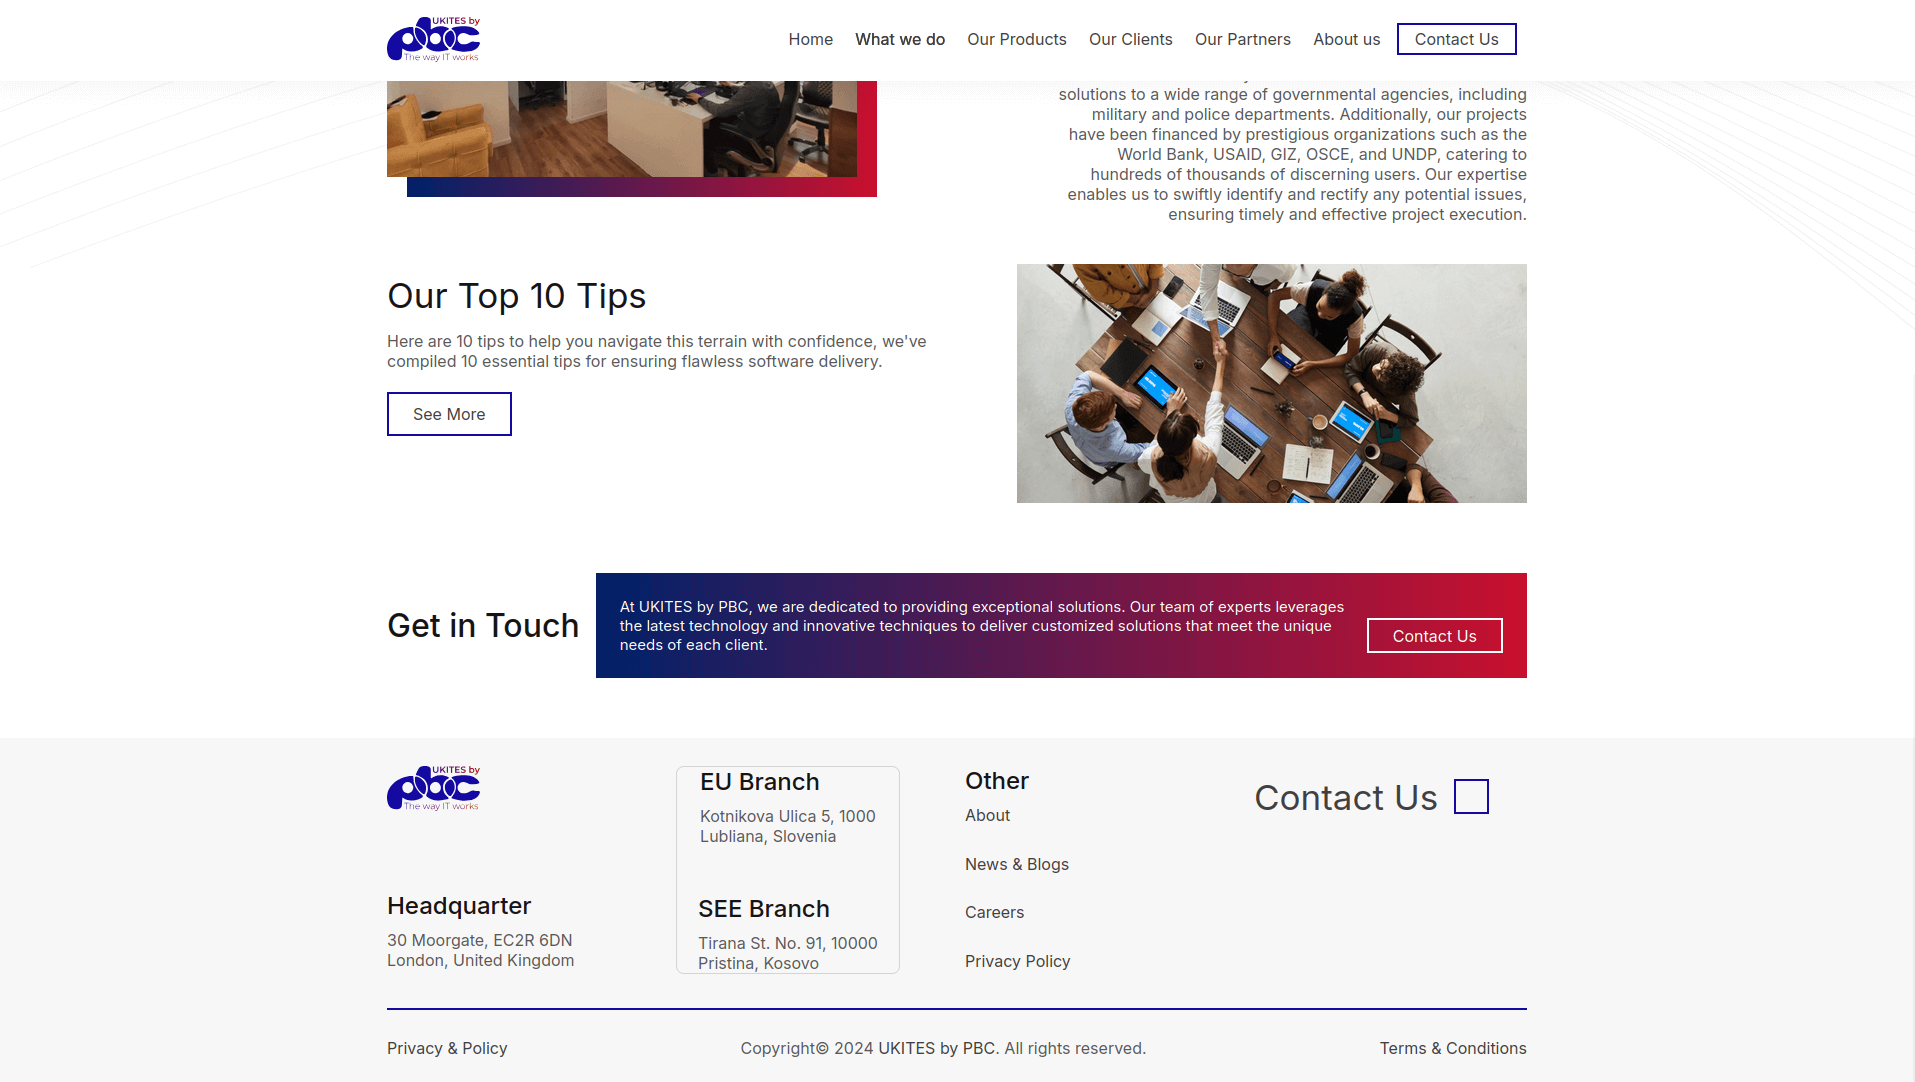 UKITES by
pbc
The way IT works
Home
What we do
Our Products
Our Clients
Our Partners
About us
Contact Us
solutions to a wide range of governmental agencies, including
military and police departments. Additionally, our projects
have been financed by prestigious organizations such as the
World Bank, USAID, GIZ, OSCE, and UNDP, catering to
hundreds of thousands of discerning users. Our expertise
enables us to swiftly identify and rectify any potential issues,
ensuring timely and effective project execution.
Our Top 10 Tips
Here are 10 tips to help you navigate this terrain with confidence, we've
compiled 10 essential tips for ensuring flawless software delivery.
See More
Get in Touch
At UKITES by PBC, we are dedicated to providing exceptional solutions. Our team of experts leverages
the latest technology and innovative techniques to deliver customized solutions that meet the unique
needs of each client.
Contact Us
UKITES by
pbc
The way IT works
Headquarter
30 Moorgate, EC2R 6DN
London, United Kingdom
EU Branch
Kotnikova Ulica 5, 1000
Lubliana, Slovenia
SEE Branch
Tirana St. No. 91, 10000
Pristina, Kosovo
Other
About
News & Blogs
Careers
Privacy Policy
Contact Us
Privacy & Policy
Copyright© 2024 UKITES by PBC. All rights reserved.
Terms & Conditions